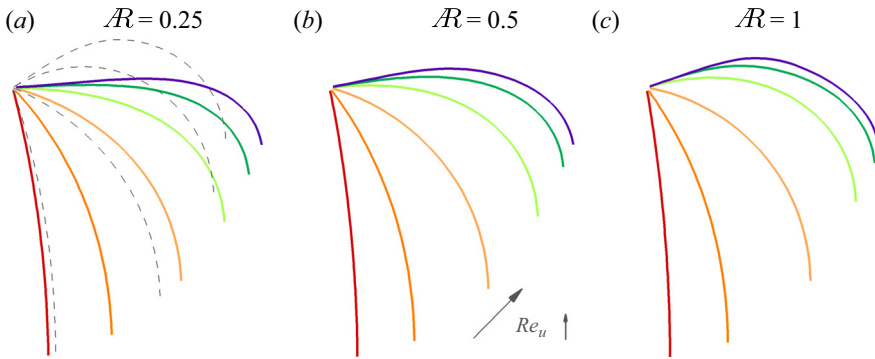 (a) Æ = 0.25
(b) Æ = 0.5
(c) Æ = 1
Re_u